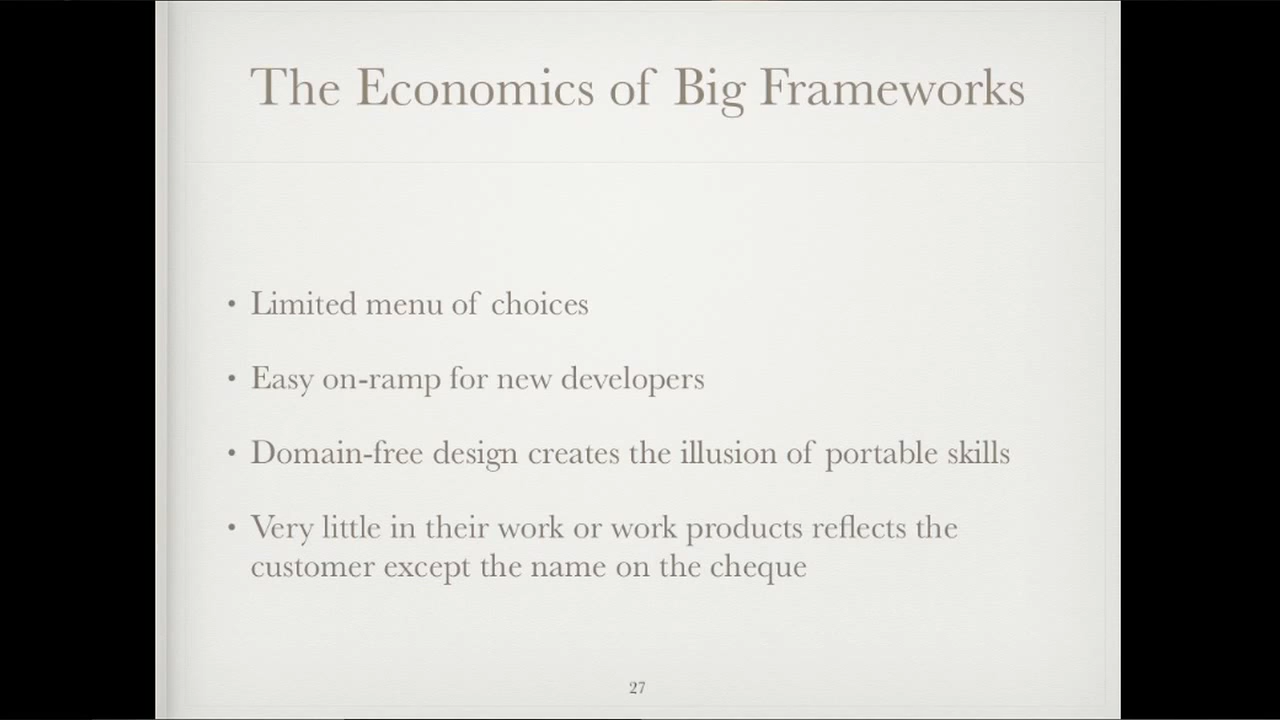 The Economics of Big Frameworks
• Limited menu of choices
• Easy on-ramp for new developers
• Domain-free design creates the illusion of portable skills
• Very little in their work or work products reflects the
customer except the name on the cheque
27